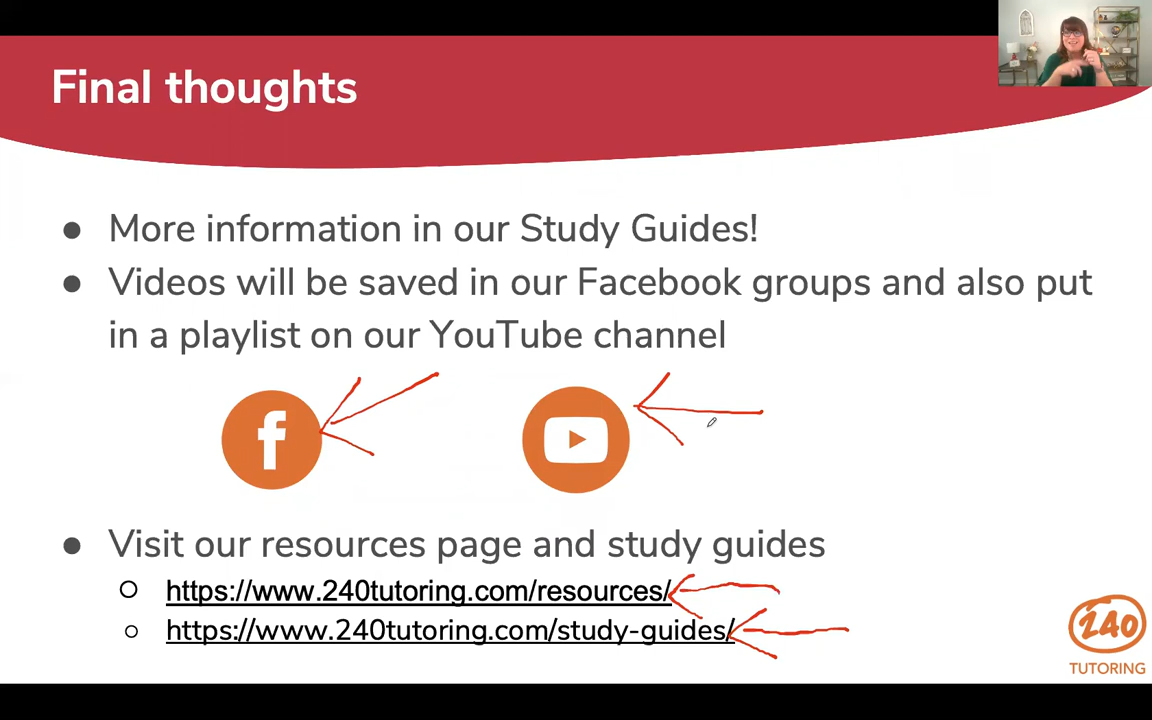 Final thoughts
● More information in our Study Guides!
● Videos will be saved in our Facebook groups and also put
in a playlist on our YouTube channel
f
● Visit our resources page and study guides
○ https://www.240tutoring.com/resources/
○ https://www.240tutoring.com/study-guides/
240
TUTORING